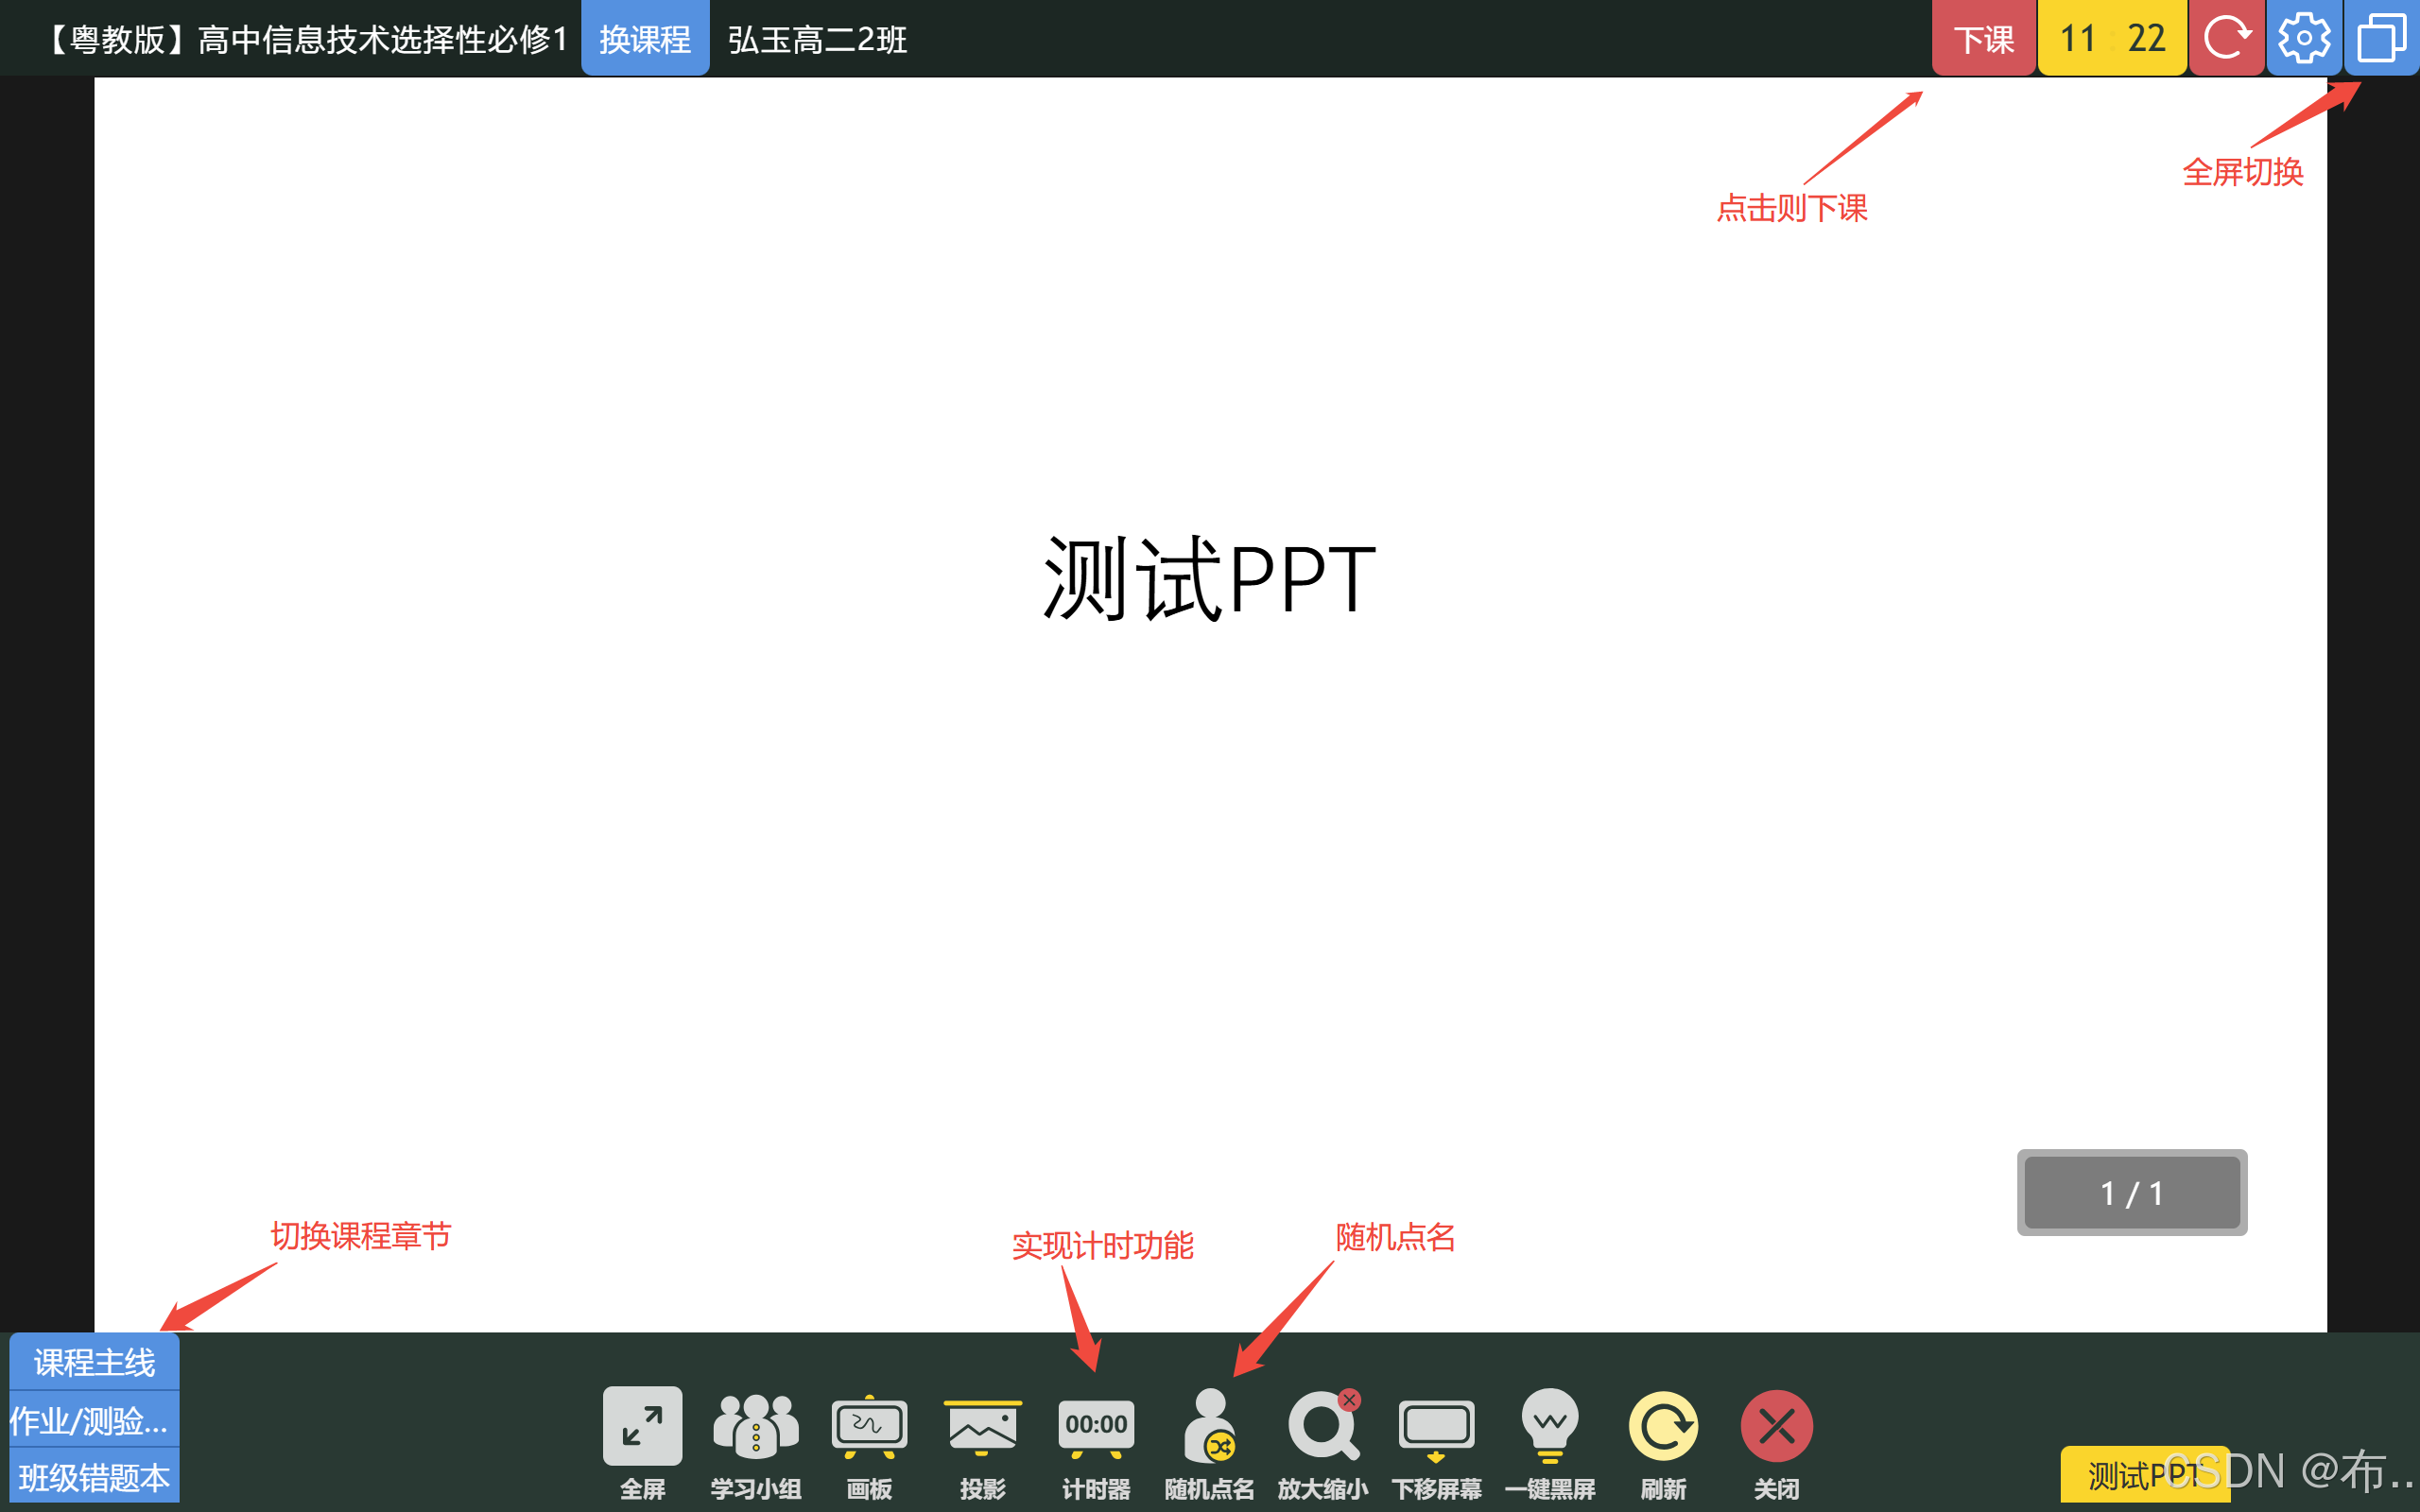 【粤教版】高中信息技术选择性必修1 换课程 弘玉高二2班 下课 11 : 22
全屏切换
点击则下课
测试PPT
1 / 1
切换课程章节 实现计时功能 随机点名
课程主线
作业/测验...
班级错题本
00:00
全屏 学习小组 画板 投影 计时器 随机点名 放大缩小 下移屏幕 一键黑屏 刷新 关闭
测试PPT
CSDN @布...